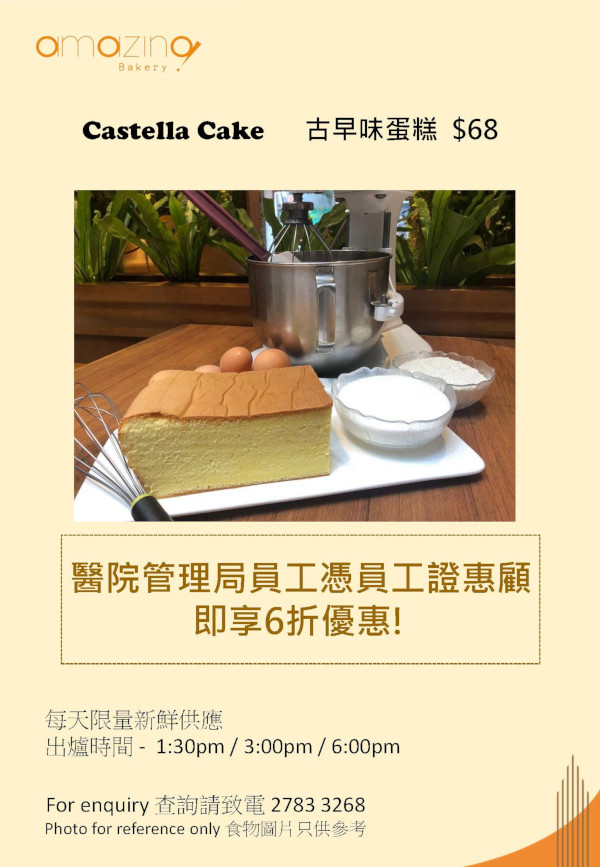 amazing
Bakery
Castella Cake 古早味蛋糕 $68
醫院管理局員工憑員工證惠顧
即享6折優惠!
每天限量新鮮供應
出爐時間 - 1:30pm / 3:00pm / 6:00pm
For enquiry 查詢請致電 2783 3268
Photo for reference only 食物圖片只供參考